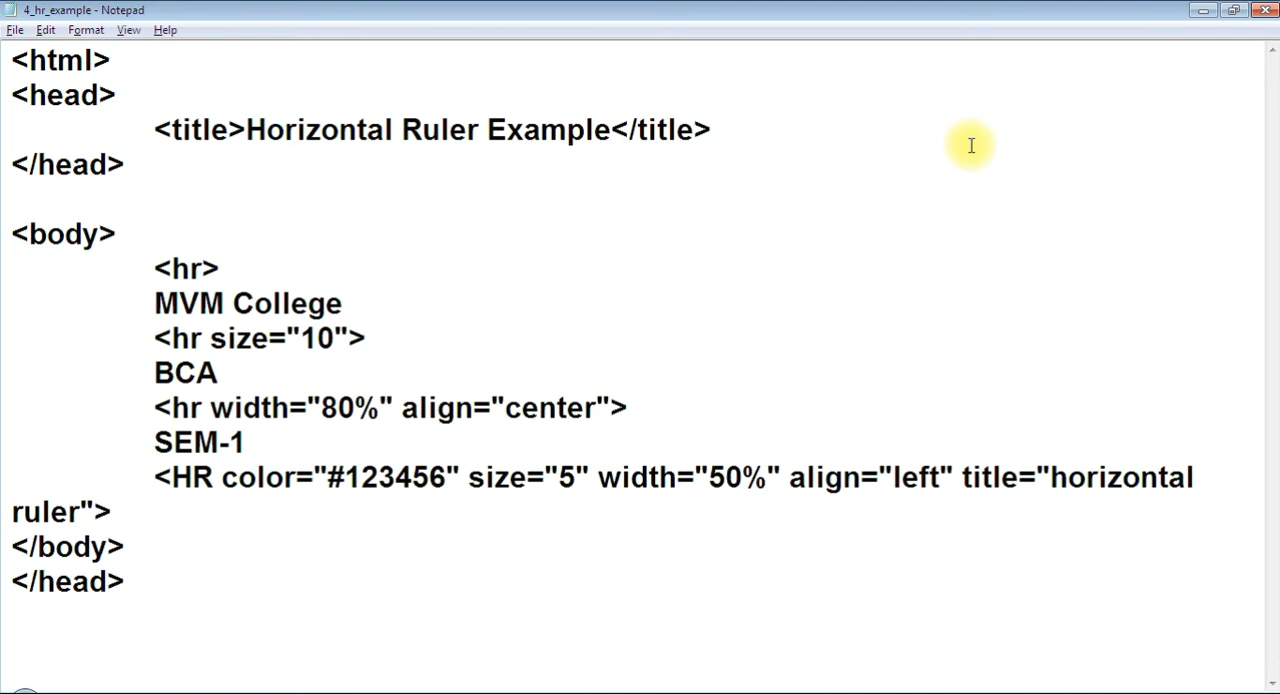 4_hr_example - Notepad
File Edit Format View Help
<html>
<head>
<title>Horizontal Ruler Example</title>
</head>
<body>
<hr>
MVM College
<hr size="10">
BCA
<hr width="80%" align="center">
SEM-1
<HR color="#123456" size="5" width="50%" align="left" title="horizontal
ruler">
</body>
</head>